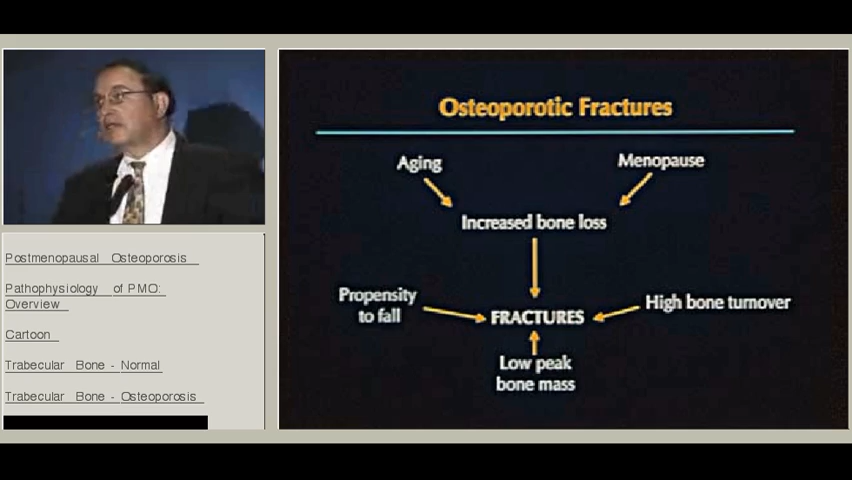 Postmenopausal Osteoporosis
Pathophysiology of PMO:
Overview
Cartoon
Trabecular Bone - Normal
Trabecular Bone - Osteoporosis
Osteoporotic Fractures
Aging
Menopause
Increased bone loss
Propensity
to fall
FRACTURES
High bone turnover
Low peak
bone mass